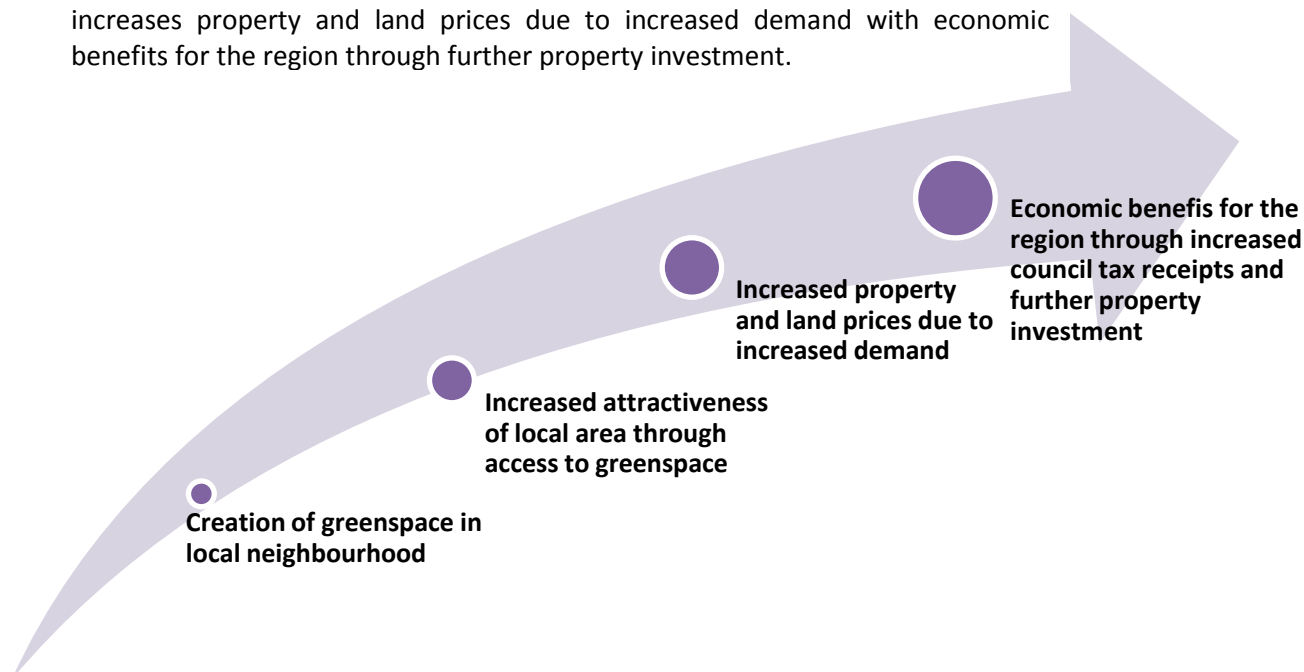 increases property and land prices due to increased demand with economic
benefits for the region through further property investment.
Creation of greenspace in
local neighbourhood
Increased attractiveness
of local area through
access to greenspace
Increased property
and land prices due to
increased demand
Economic benefis for the
region through increased
council tax receipts and
further property
investment